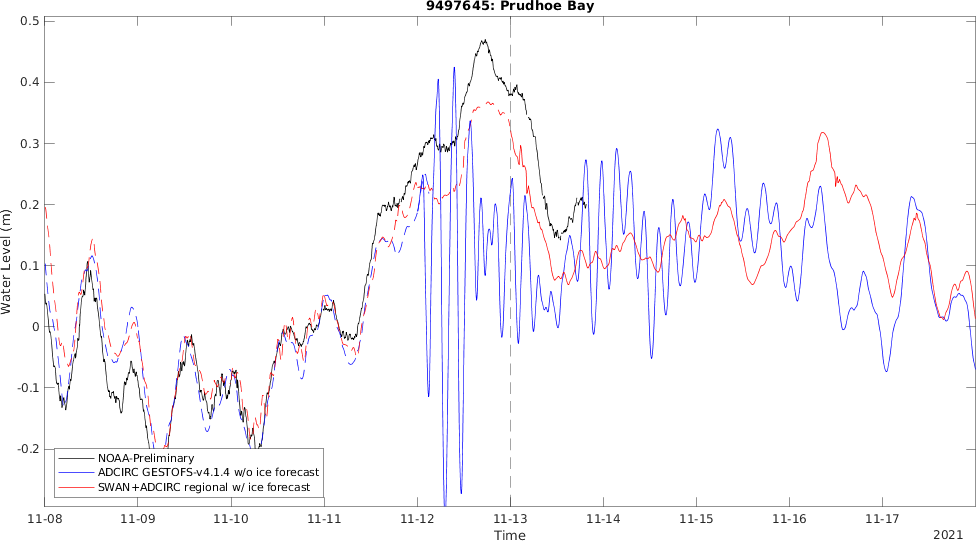 9497645: Prudhoe Bay
0.5
0.4
0.3
0.2
0.1
0
-0.1
-0.2
Water Level (m)
NOAA-Preliminary
ADCIRC GESTOFS-v4.1.4 w/o ice forecast
SWAN+ADCIRC regional w/ ice forecast
11-08 11-09 11-10 11-11 11-12 11-13 11-14 11-15 11-16 11-17
Time
2021